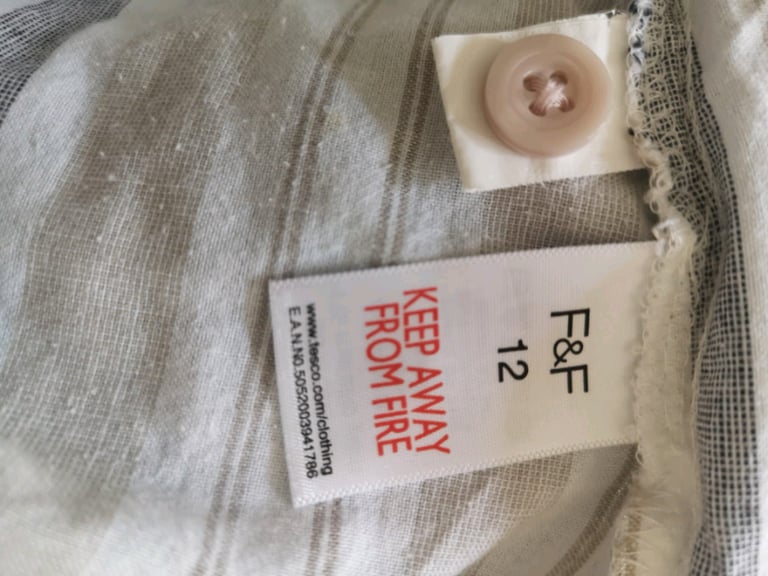 F&F
12
KEEP AWAY
FROM FIRE
www.tesco.com/clothing
E.A.N.NO.5052003941786